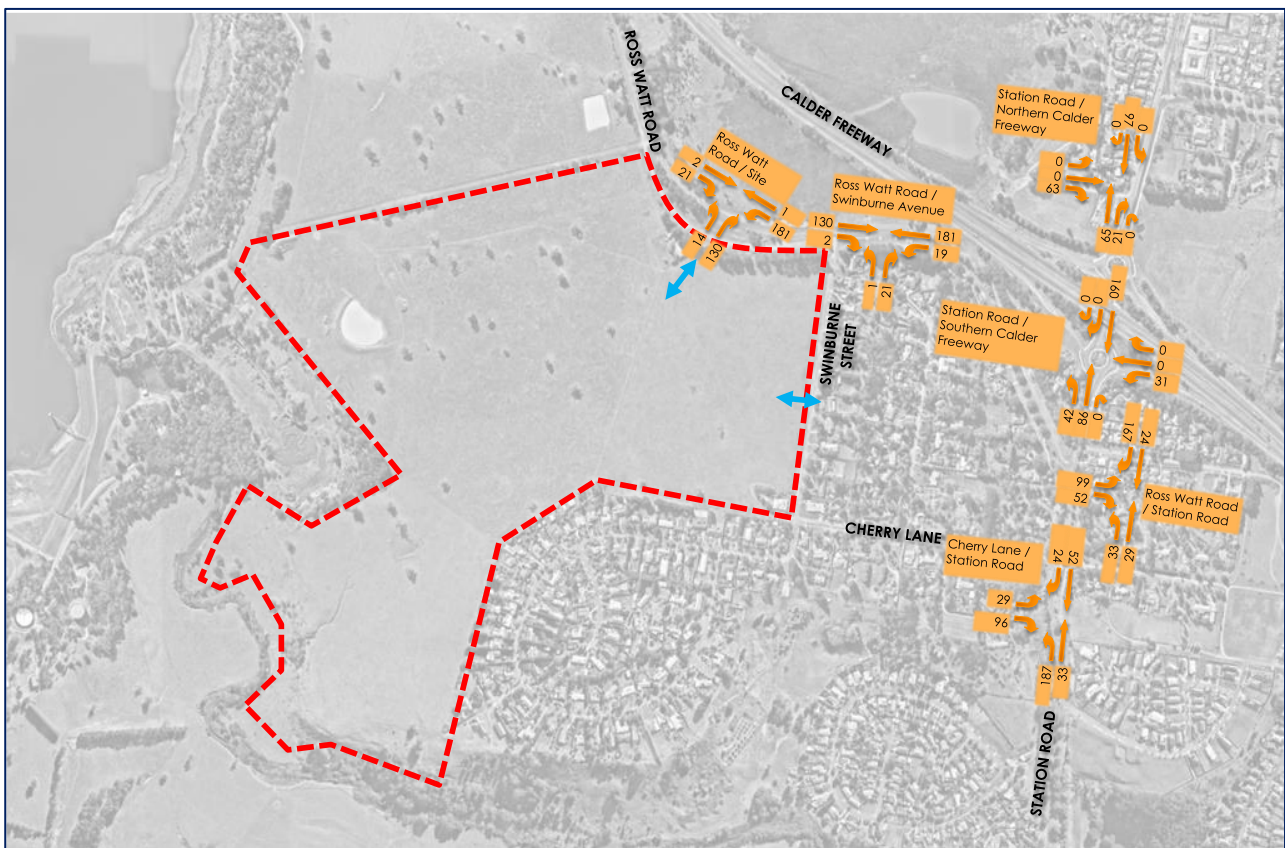 ROSS WATT ROAD
CALDER FREEWAY
Station Road /
Northern Calder
Freeway
0
97
0
0
0
63
65
21
0
Ross Watt
Road / Site
2
21
1
181
14
130
Ross Watt Road /
Swinburne Avenue
130
2
181
19
1
21
SWINBURNE
STREET
Station Road /
Southern Calder
Freeway
0
0
160
0
0
31
42
86
0
197
24
99
52
Ross Watt Road
/ Station Road
33
29
CHERRY LANE
Cherry Lane /
Station Road
24
52
29
96
187
33
STATION ROAD